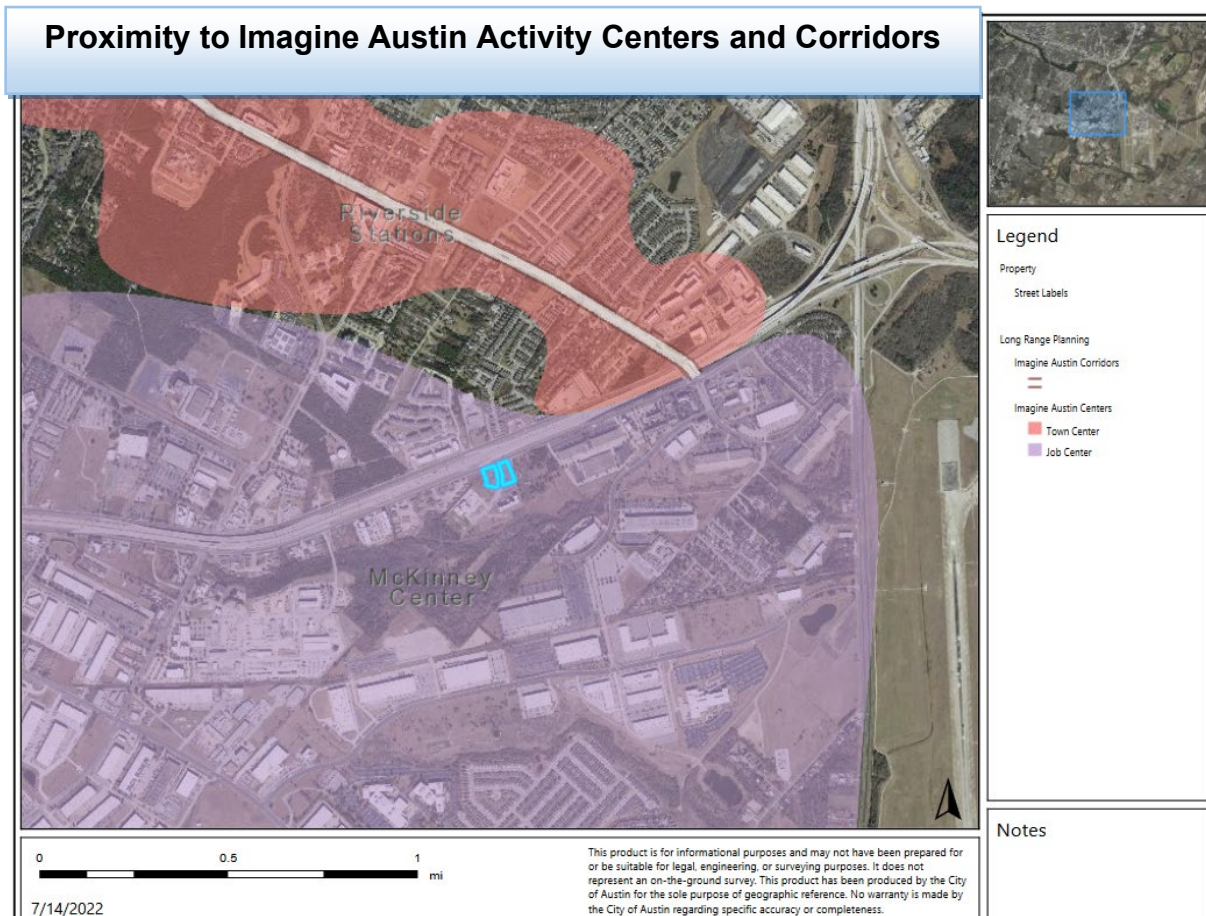 Proximity to Imagine Austin Activity Centers and Corridors
Riverside
Stations
McKinney
Center
Legend
Property
Street Labels
Long Range Planning
Imagine Austin Corridors
Imagine Austin Centers
Town Center
Job Center
Notes
0 0.5 1
mi
7/14/2022
This product is for informational purposes and may not have been prepared for
or be suitable for legal, engineering, or surveying purposes. It does not
represent an on-the-ground survey. This product has been produced by the City
of Austin for the sole purpose of geographic reference. No warranty is made by
the City of Austin regarding specific accuracy or completeness.